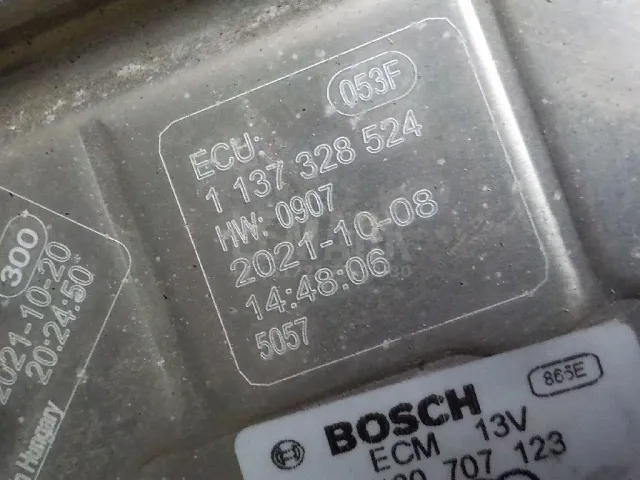 053F
ECU:
1 137 328 524
HW: 0907
2021-10-08
14:48:06
5057
300
2021-10-20
20:24:50
Hungary
865E
BOSCH
ECM 13V
707 123